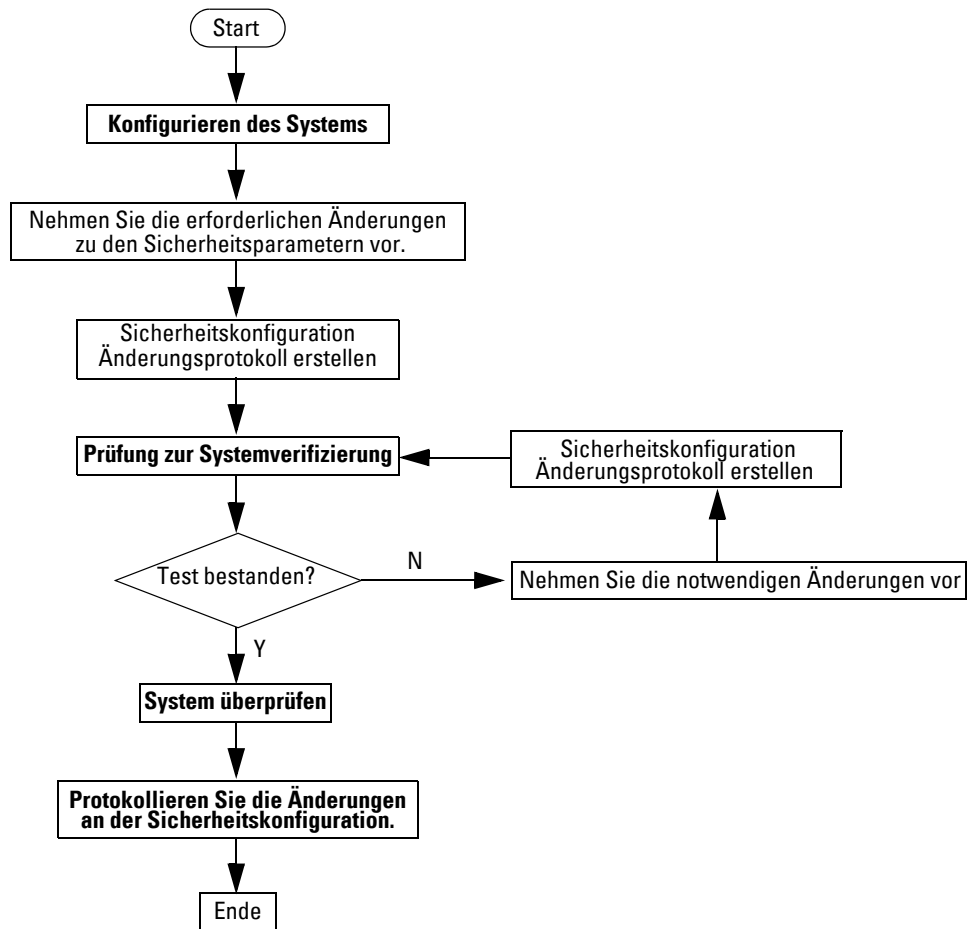 Start
Konfigurieren des Systems
Nehmen Sie die erforderlichen Änderungen
zu den Sicherheitsparametern vor.
Sicherheitskonfiguration
Änderungsprotokoll erstellen
Prüfung zur Systemverifizierung
Sicherheitskonfiguration
Änderungsprotokoll erstellen
Test bestanden?
N
Nehmen Sie die notwendigen Änderungen vor
Y
System überprüfen
Protokollieren Sie die Änderungen
an der Sicherheitskonfiguration.
Ende